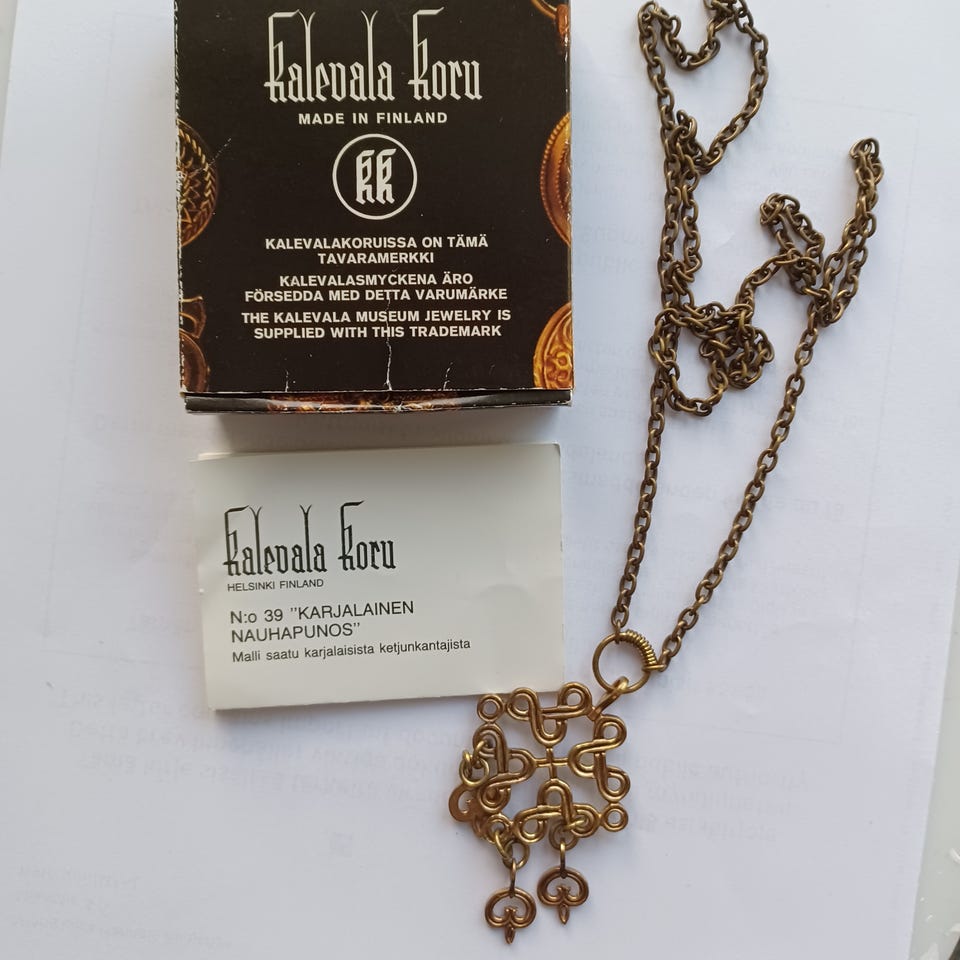 Kalevala Koru
MADE IN FINLAND
KK
KALEVALAKORUISSA ON TÄMÄ
TAVARAMERKKI
KALEVALASMYCKENA ÄRO
FÖRSEDDA MED DETTA VARUMÄRKE
THE KALEVALA MUSEUM JEWELRY IS
SUPPLIED WITH THIS TRADEMARK
Kalevala Koru
HELSINKI FINLAND
N:o 39 "KARJALAINEN
NAUHAPUNOS"
Malli saatu karjalaisista ketjunkantajista